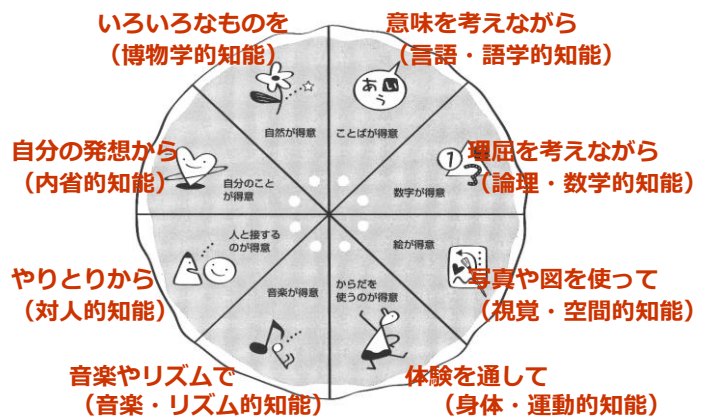 いろいろなものを
（博物学的知能）
意味を考えながら
（言語・語学的知能）
あ い
う
自然が得意
ことばが得意
自分の発想から
（内省的知能）
自分のこと
が得意
1
3
数字が得意
理屈を考えながら
（論理・数学的知能）
人と接する
のが得意
絵が得意
やりとりから
（対人的知能）
写真や図を使って
（視覚・空間的知能）
音楽が得意
からだを
使うのが得意
音楽やリズムで
（音楽・リズム的知能）
体験を通して
（身体・運動的知能）